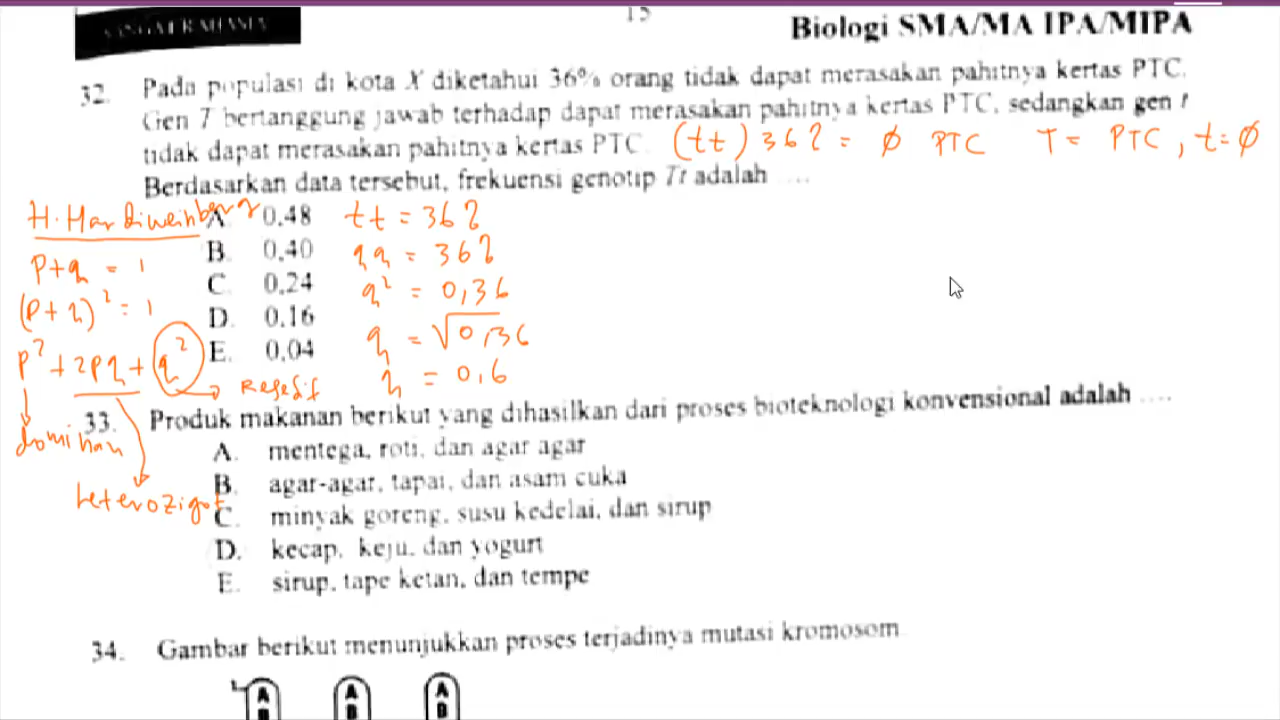 15
Biologi SMA/MA IPA/MIPA
32. Pada populasi di kota X diketahui 36% orang tidak dapat merasakan pahitnya kertas PTC.
Gen T bertanggung jawab terhadap dapat merasakan pahitnya kertas PTC, sedangkan gen t
tidak dapat merasakan pahitnya kertas PTC. (tt) 36% = Ø PTC T = PTC, t = Ø
Berdasarkan data tersebut, frekuensi genotip Tt adalah ....
H. Hardiweinberg
A. 0,48
B. 0,40
C. 0,24
D. 0,16
E. 0,04
tt = 36%
qq = 36%
q² = 0,36
q = √0,36
q = 0,6
p+q = 1
(p+q)² = 1
p² + 2pq + q²
Resesif
dominan
heterozigot
33. Produk makanan berikut yang dihasilkan dari proses bioteknologi konvensional adalah ....
A. mentega, roti, dan agar agar
B. agar-agar, tapai, dan asam cuka
C. minyak goreng, susu kedelai, dan sirup
D. kecap, keju, dan yogurt
E. sirup, tape ketan, dan tempe
34. Gambar berikut menunjukkan proses terjadinya mutasi kromosom
A A A
B B B